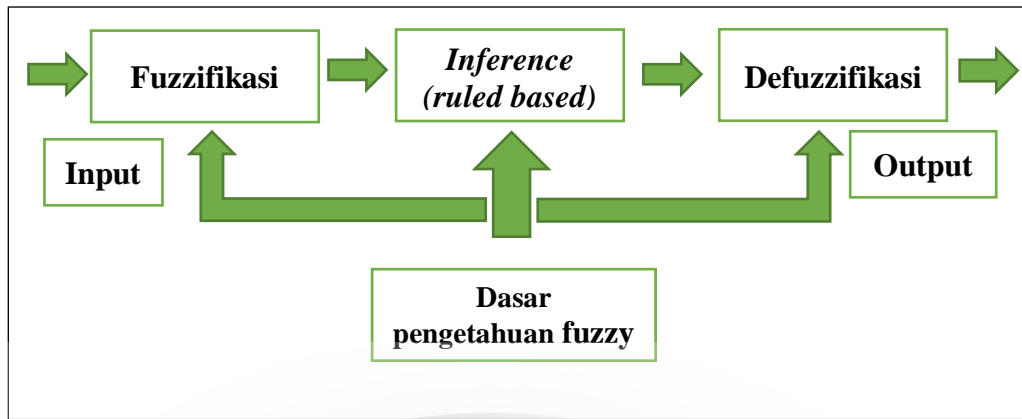 Fuzzifikasi
Inference
(ruled based)
Defuzzifikasi
Input
Output
Dasar
pengetahuan fuzzy